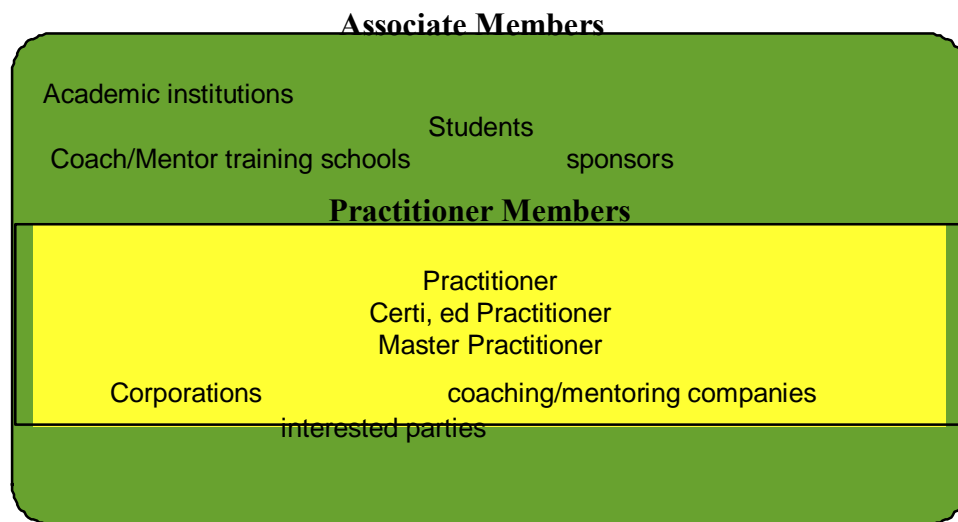 Associate Members
Academic institutions
Students
Coach/Mentor training schools sponsors
Practitioner Members
Practitioner
Certi, ed Practitioner
Master Practitioner
Corporations coaching/mentoring companies
interested parties